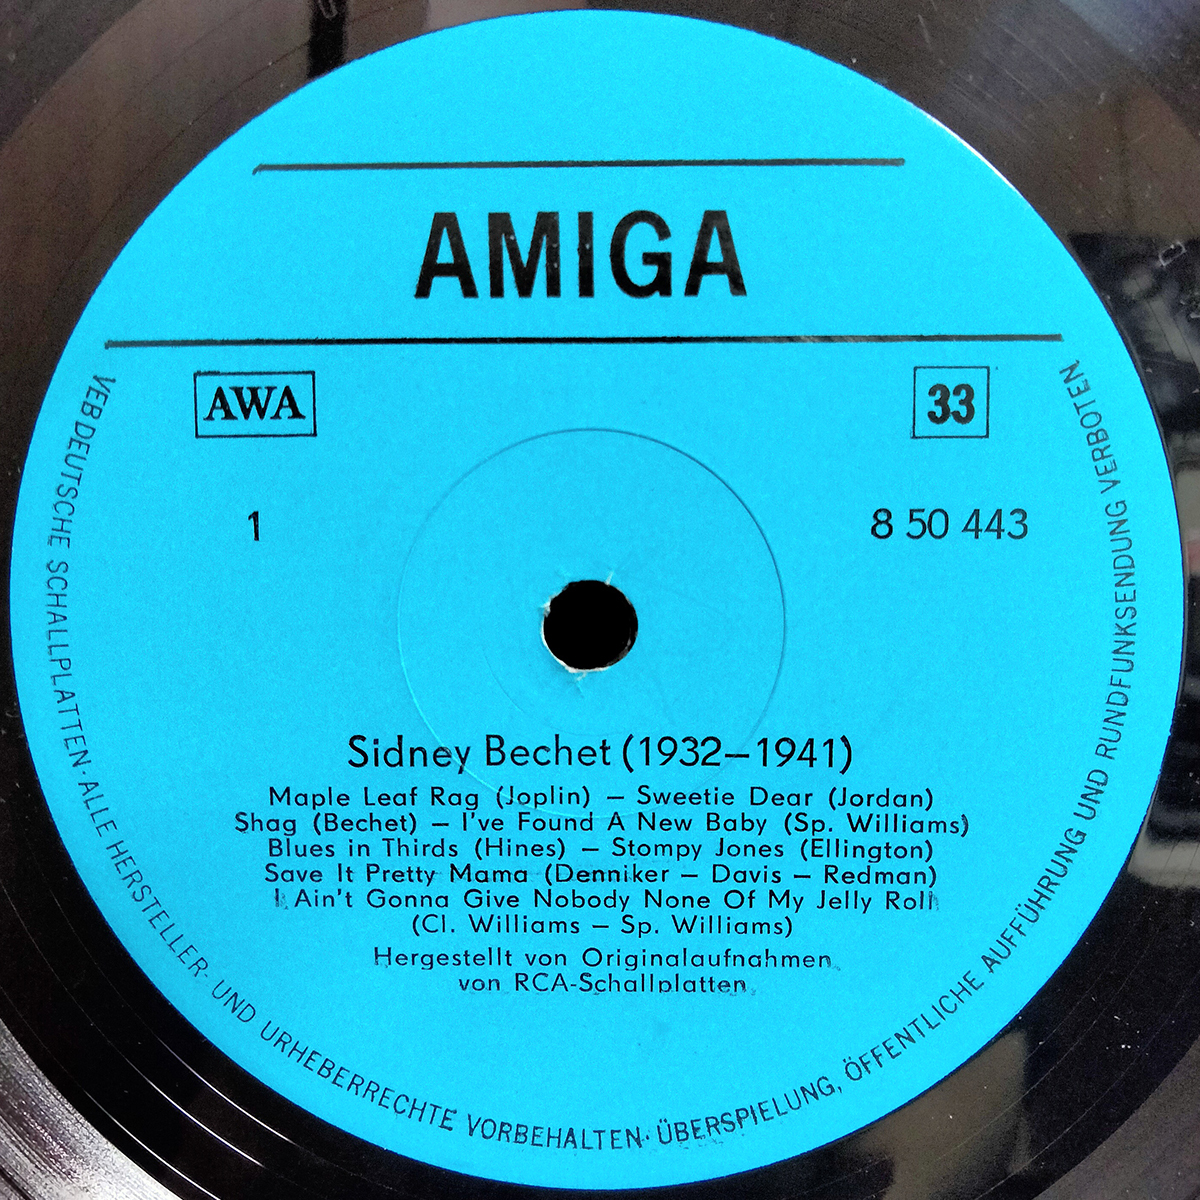 AMIGA
AWA
33
1
8 50 443
Sidney Bechet (1932–1941)
Maple Leaf Rag (Joplin) – Sweetie Dear (Jordan)
Shag (Bechet) – I've Found A New Baby (Sp. Williams)
Blues in Thirds (Hines) – Stompy Jones (Ellington)
Save It Pretty Mama (Denniker – Davis – Redman)
I Ain't Gonna Give Nobody None Of My Jelly Roll
(Cl. Williams – Sp. Williams)
Hergestellt von Originalaufnahmen
von RCA-Schallplatten
VEB DEUTSCHE SCHALLPLATTEN · ALLE HERSTELLER- UND URHEBERRECHTE VORBEHALTEN · ÜBERSPIELUNG, ÖFFENTLICHE AUFFÜHRUNG UND RUNDFUNKSENDUNG VERBOTEN